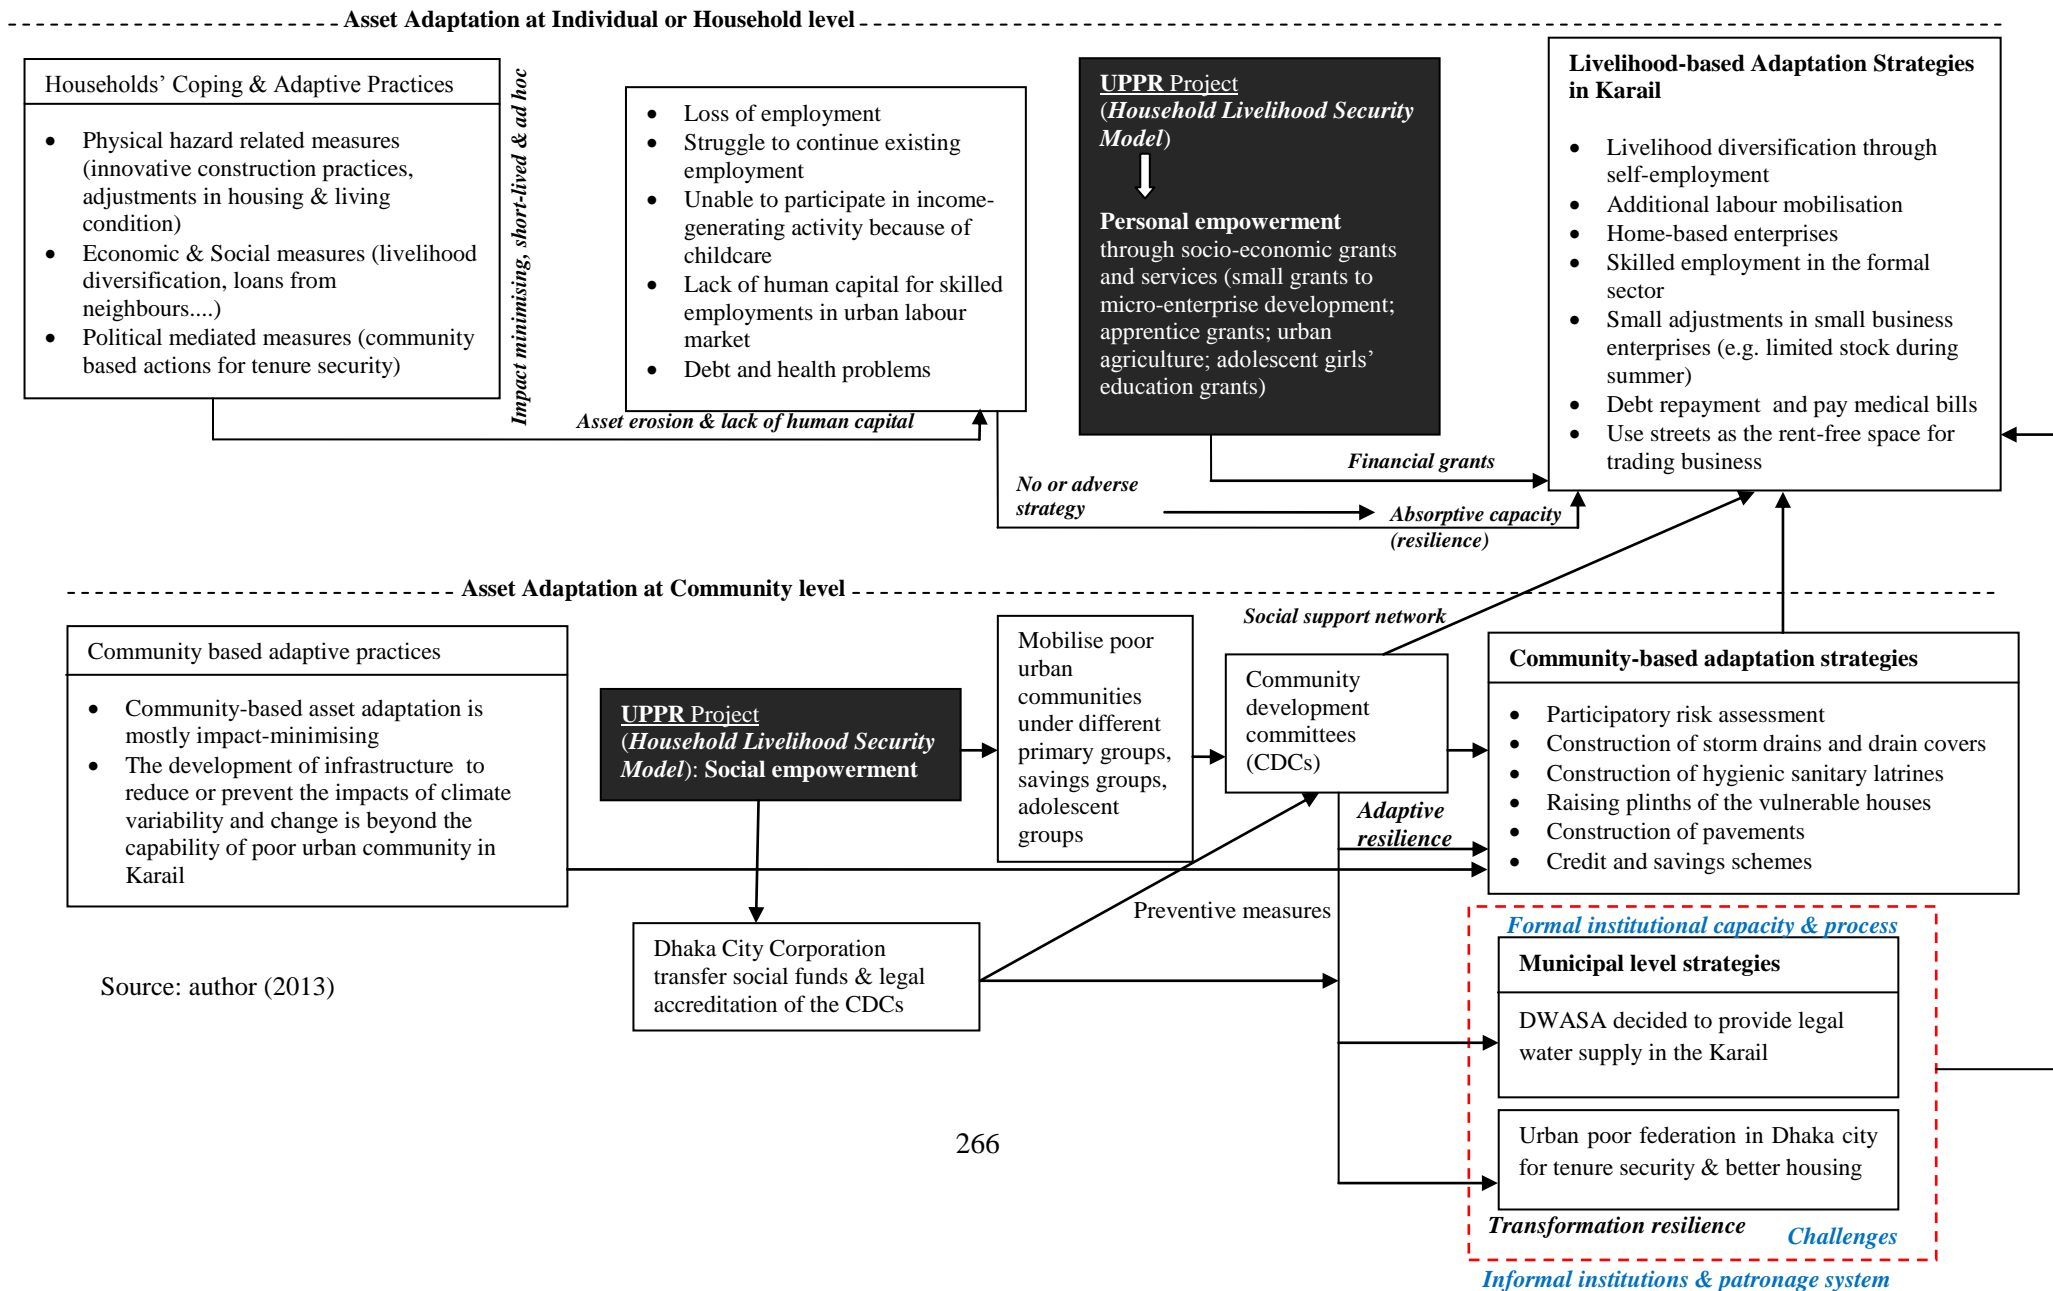 Asset Adaptation at Individual or Household level
Households’ Coping & Adaptive Practices
• Physical hazard related measures
(innovative construction practices,
adjustments in housing & living
condition)
• Economic & Social measures (livelihood
diversification, loans from
neighbours....)
• Political mediated measures (community
based actions for tenure security)
Impact minimising, short-lived & ad hoc
Asset erosion & lack of human capital
• Loss of employment
• Struggle to continue existing
employment
• Unable to participate in income-
generating activity because of
childcare
• Lack of human capital for skilled
employments in urban labour
market
• Debt and health problems
UPPR Project
(Household Livelihood Security
Model)
Personal empowerment
through socio-economic grants
and services (small grants to
micro-enterprise development;
apprentice grants; urban
agriculture; adolescent girls’
education grants)
Financial grants
No or adverse
strategy
Absorptive capacity
(resilience)
Livelihood-based Adaptation Strategies
in Karail
• Livelihood diversification through
self-employment
• Additional labour mobilisation
• Home-based enterprises
• Skilled employment in the formal
sector
• Small adjustments in small business
enterprises (e.g. limited stock during
summer)
• Debt repayment and pay medical bills
• Use streets as the rent-free space for
trading business
Asset Adaptation at Community level
Community based adaptive practices
• Community-based asset adaptation is
mostly impact-minimising
• The development of infrastructure to
reduce or prevent the impacts of climate
variability and change is beyond the
capability of poor urban community in
Karail
UPPR Project
(Household Livelihood Security
Model): Social empowerment
Mobilise poor
urban
communities
under different
primary groups,
savings groups,
adolescent
groups
Social support network
Community
development
committees
(CDCs)
Adaptive
resilience
Community-based adaptation strategies
• Participatory risk assessment
• Construction of storm drains and drain covers
• Construction of hygienic sanitary latrines
• Raising plinths of the vulnerable houses
• Construction of pavements
• Credit and savings schemes
Preventive measures
Dhaka City Corporation
transfer social funds & legal
accreditation of the CDCs
Formal institutional capacity & process
Municipal level strategies
DWASA decided to provide legal
water supply in the Karail
Urban poor federation in Dhaka city
for tenure security & better housing
Transformation resilience
Challenges
Informal institutions & patronage system
Source: author (2013)
266